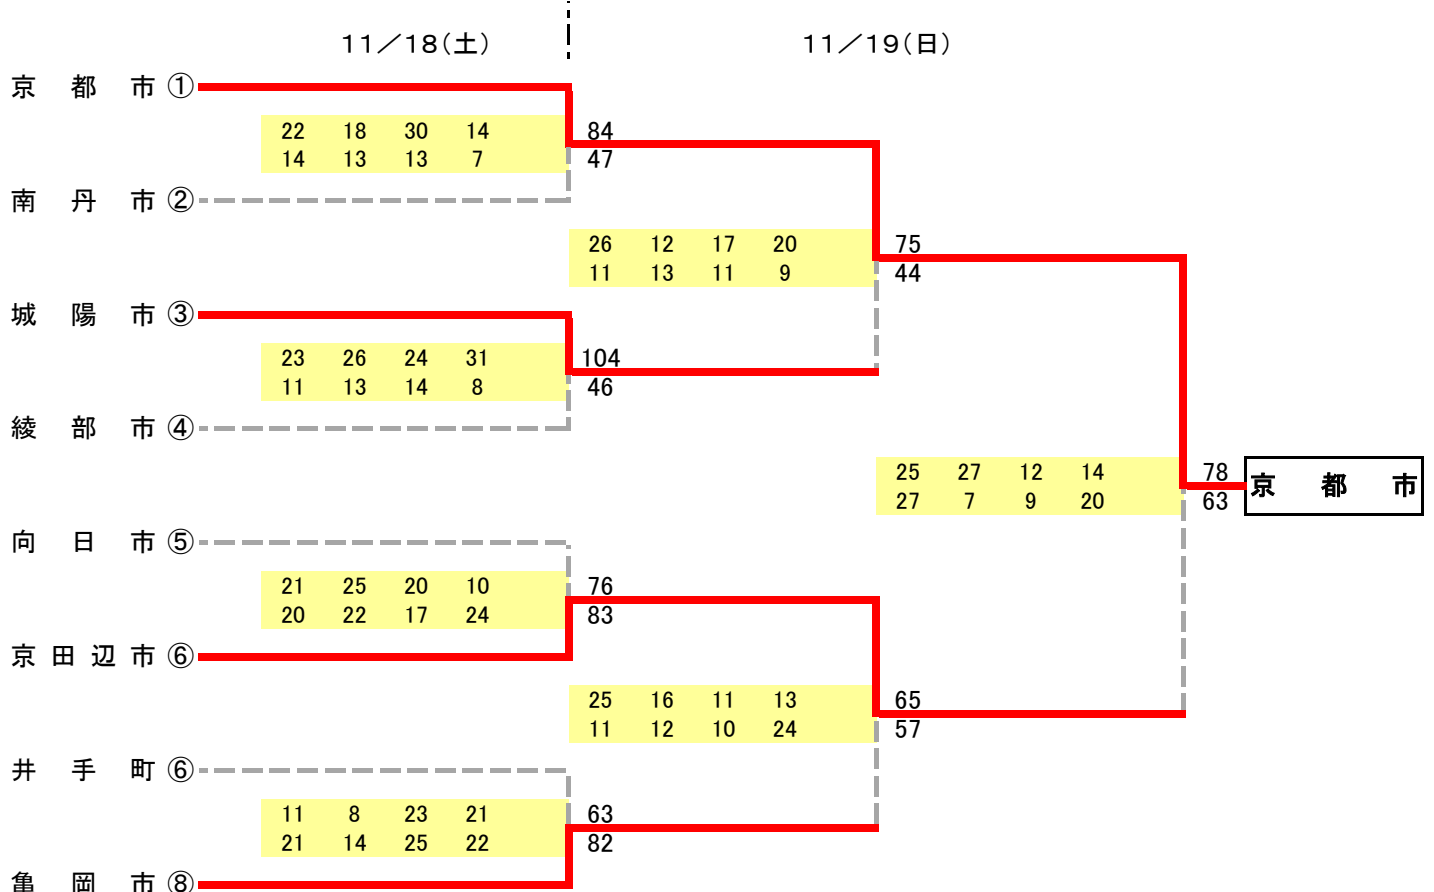 11／18(土) 11／19(日)
京 都 市 ①
22 18 30 14 84
14 13 13 7 47
南 丹 市 ②
26 12 17 20 75
11 13 11 9 44
城 陽 市 ③
23 26 24 31 104
11 13 14 8 46
綾 部 市 ④
25 27 12 14 78
27 7 9 20 63
京 都 市
向 日 市 ⑤
21 25 20 10 76
20 22 17 24 83
京 田 辺 市 ⑥
25 16 11 13 65
11 12 10 24 57
井 手 町 ⑥
11 8 23 21 63
21 14 25 22 82
亀 岡 市 ⑧